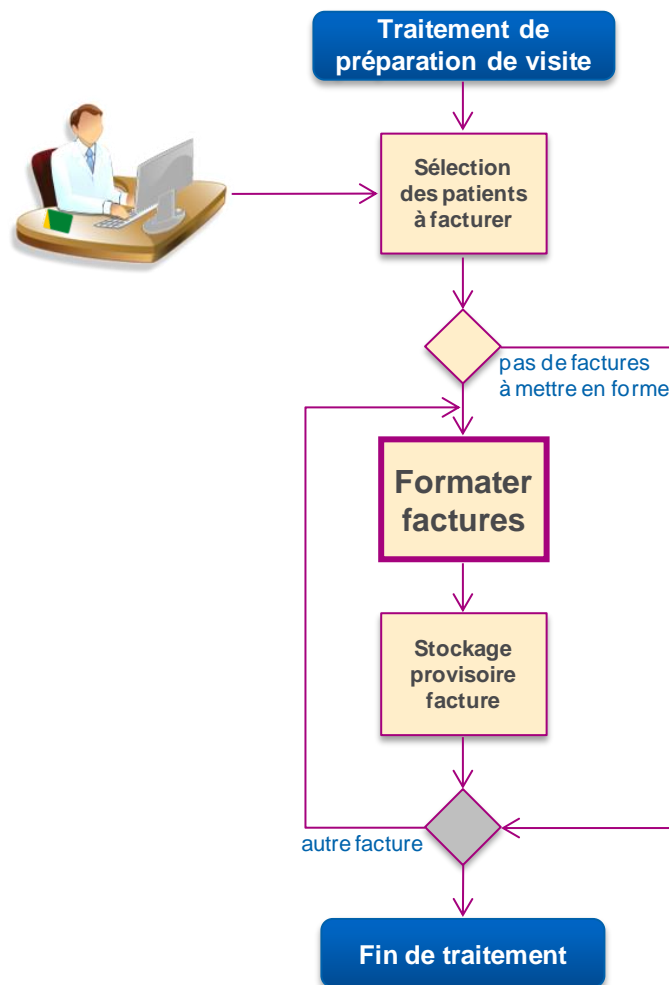 Traitement de
préparation de visite
Sélection
des patients
à facturer
pas de factures
à mettre en forme
Formater
factures
Stockage
provisoire
facture
autre facture
Fin de traitement